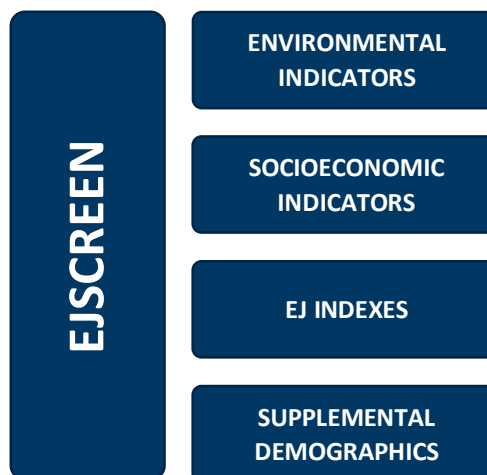 EJSCREEN
ENVIRONMENTAL
INDICATORS
SOCIOECONOMIC
INDICATORS
EJ INDEXES
SUPPLEMENTAL
DEMOGRAPHICS